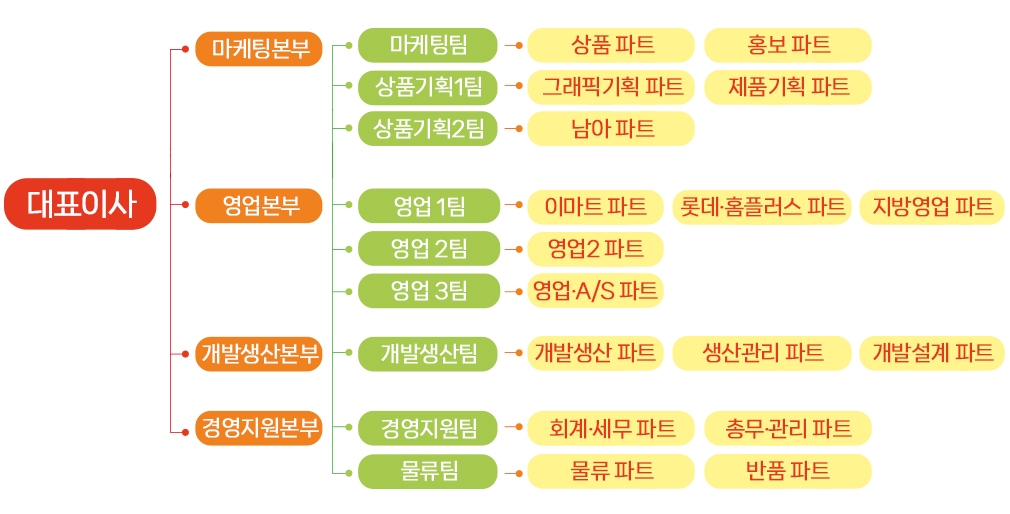 마케팅본부 마케팅팀 상품 파트 홍보 파트
상품기획1팀 그래픽기획 파트 제품기획 파트
상품기획2팀 남아 파트
대표이사 영업본부 영업 1팀 이마트 파트 롯데·홈플러스 파트 지방영업 파트
영업 2팀 영업2 파트
영업 3팀 영업·A/S 파트
개발생산본부 개발생산팀 개발생산 파트 생산관리 파트 개발설계 파트
경영지원본부 경영지원팀 회계·세무 파트 총무·관리 파트
물류팀 물류 파트 반품 파트